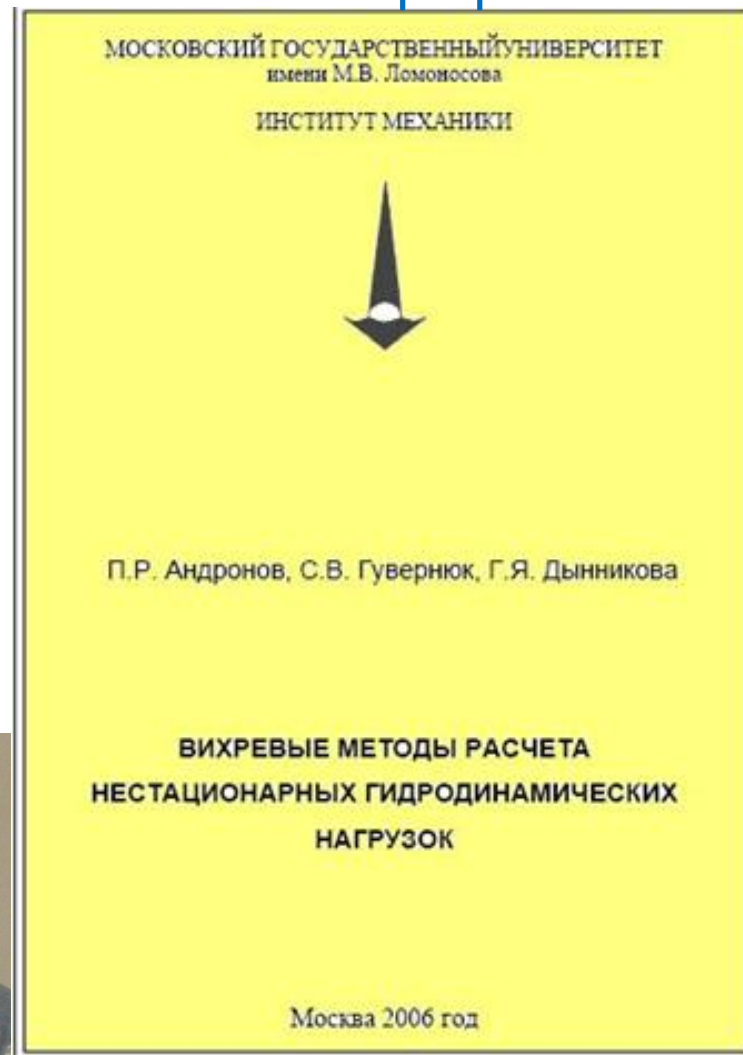 МОСКОВСКИЙ ГОСУДАРСТВЕННЫЙУНИВЕРСИТЕТ
имени М.В. Ломоносова
ИНСТИТУТ МЕХАНИКИ
П.Р. Андронов, С.В. Гувернюк, Г.Я. Дынникова
ВИХРЕВЫЕ МЕТОДЫ РАСЧЕТА
НЕСТАЦИОНАРНЫХ ГИДРОДИНАМИЧЕСКИХ
НАГРУЗОК
Москва 2006 год